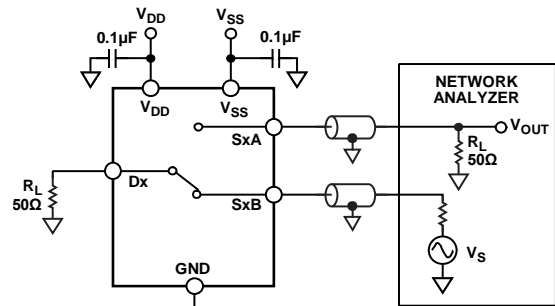 VDD
VSS
0.1µF
0.1µF
VDD
VSS
NETWORK
ANALYZER
SxA
VOUT
RL
50Ω
Dx
RL
50Ω
SxB
VS
GND